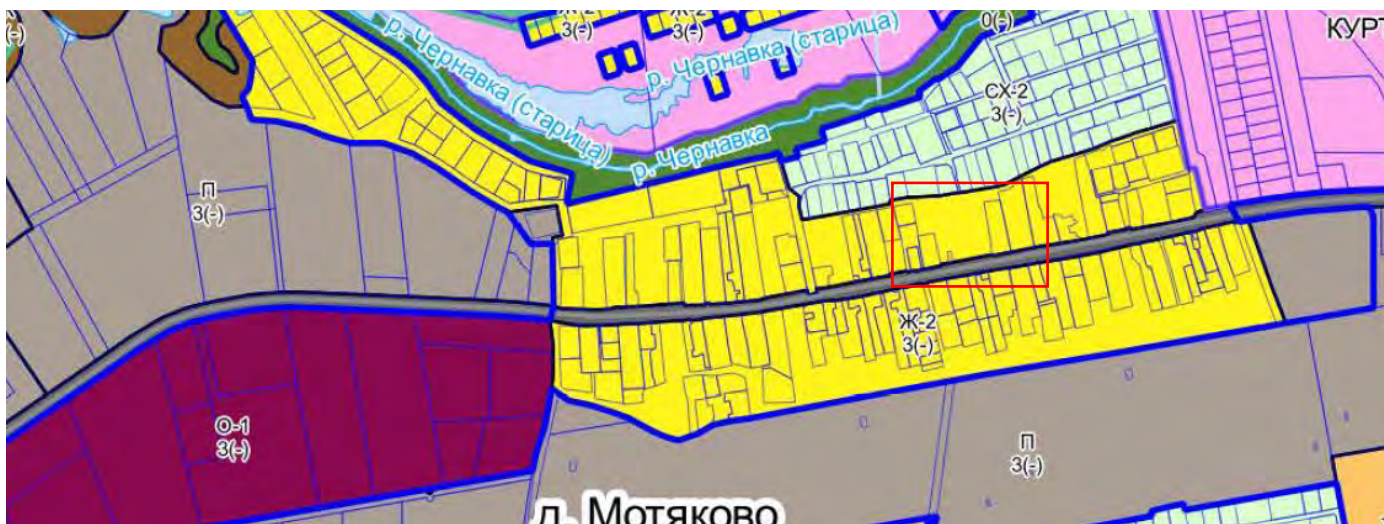 (-)
Ж-2
3(-)
Ж-2
3(-)
0(-)
КУРТ
р. Чернавка (старица)
р. Чернавка (старица)
р. Чернавка
СХ-2
3(-)
П
3(-)
Ж-2
3(-)
О-1
3(-)
П
3(-)
д. Мотяково